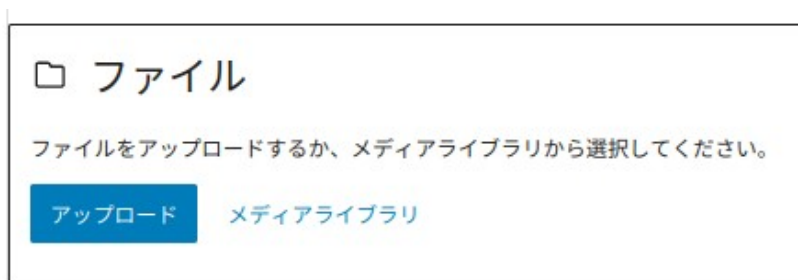 ファイル
ファイルをアップロードするか、メディアライブラリから選択してください。
アップロード メディアライブラリ